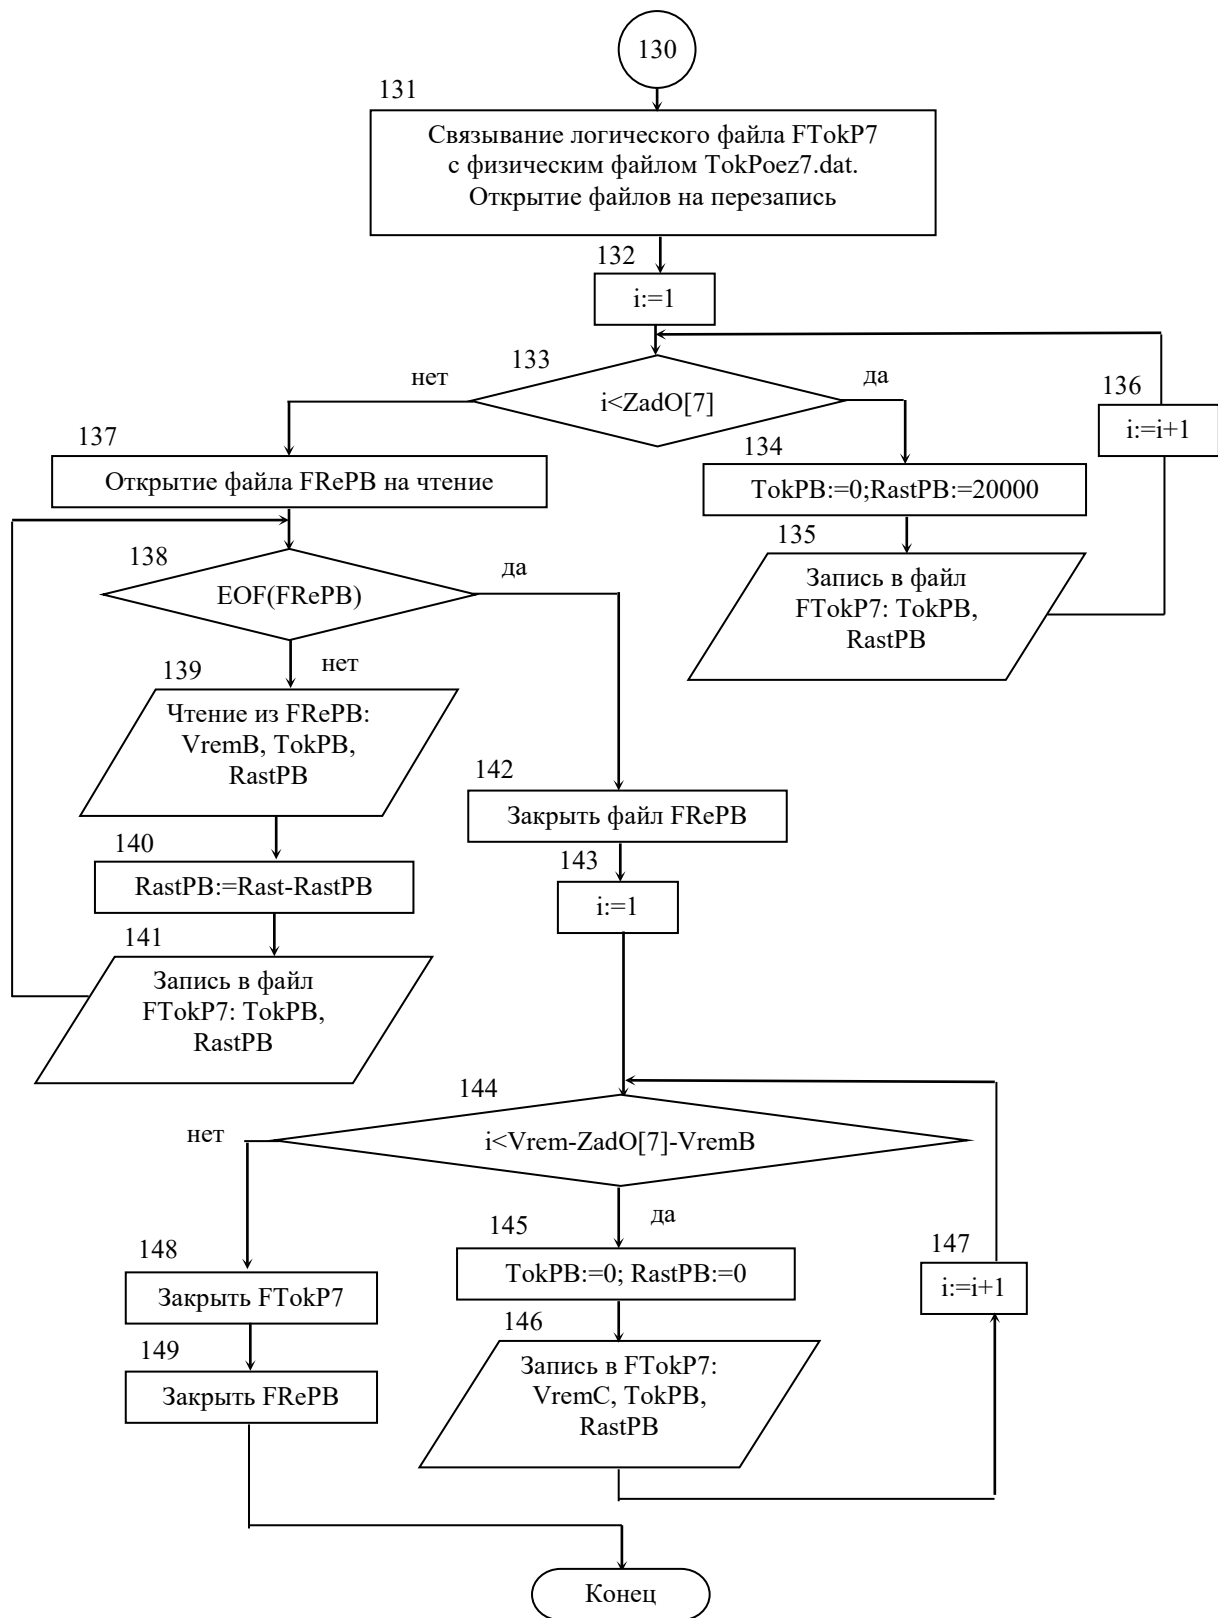 130
131
Связывание логического файла FTokP7
с физическим файлом TokPoez7.dat.
Открытие файлов на перезапись
132
i:=1
133
нет
да
i<ZadO[7]
136
i:=i+1
137
Открытие файла FRePB на чтение
134
TokPB:=0;RastPB:=20000
135
Запись в файл
FTokP7: TokPB,
RastPB
138
да
EOF(FRePB)
нет
139
Чтение из FRePB:
VremB, TokPB,
RastPB
142
Закрыть файл FRePB
140
RastPB:=Rast-RastPB
143
i:=1
141
Запись в файл
FTokP7: TokPB,
RastPB
144
нет
i<Vrem-ZadO[7]-VremB
да
145
TokPB:=0; RastPB:=0
147
i:=i+1
148
Закрыть FTokP7
146
Запись в FTokP7:
VremC, TokPB,
RastPB
149
Закрыть FRePB
Конец